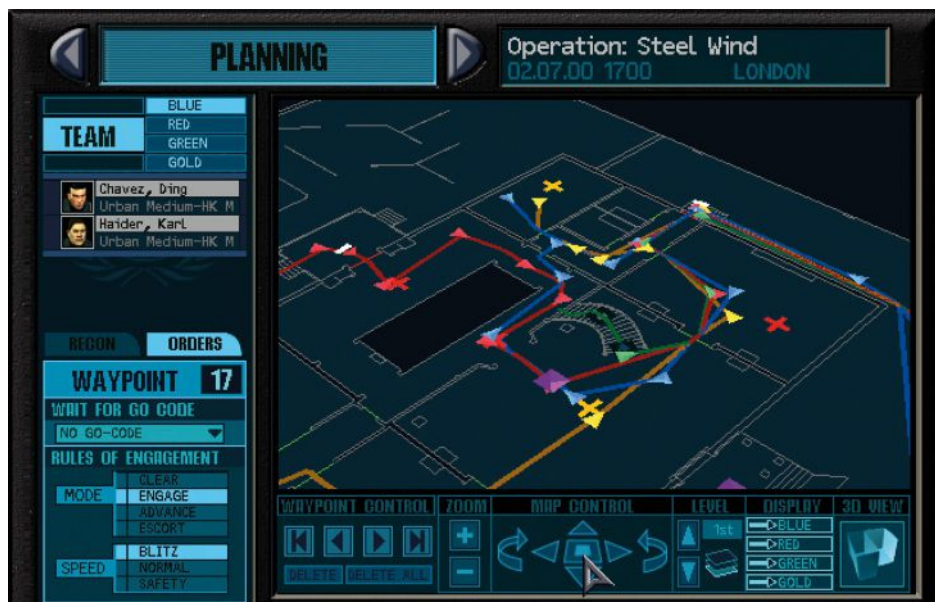 PLANNING
Operation: Steel Wind
02.07.00 1700 LONDON
TEAM
BLUE
RED
GREEN
GOLD
Chavez, Ding
Urban Medium-HK M
Haider, Karl
Urban Medium-HK M
RECON ORDERS
WAYPOINT 17
WAIT FOR GO CODE
NO GO-CODE
RULES OF ENGAGEMENT
MODE
CLEAR
ENGAGE
ADVANCE
ESCORT
SPEED
BLITZ
NORMAL
SAFETY
WAYPOINT CONTROL ZOOM MAP CONTROL LEVEL DISPLAY 3D VIEW
DELETE DELETE ALL
1st
BLUE
RED
GREEN
GOLD